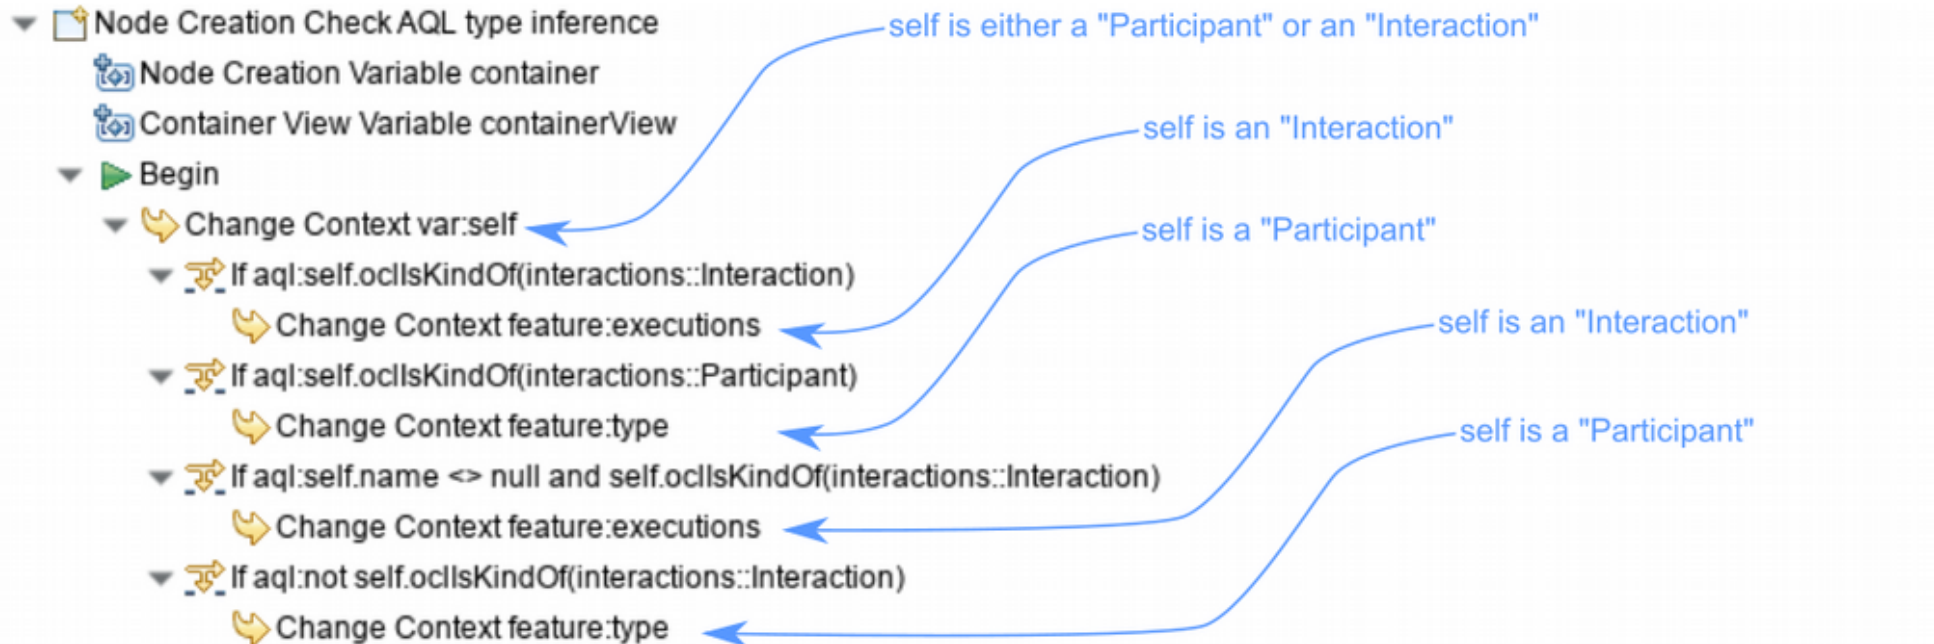 Node Creation Check AQL type inference
self is either a "Participant" or an "Interaction"
Node Creation Variable container
Container View Variable containerView
self is an "Interaction"
Begin
Change Context var:self
self is a "Participant"
If aql:self.oclIsKindOf(interactions::Interaction)
Change Context feature:executions
self is an "Interaction"
If aql:self.oclIsKindOf(interactions::Participant)
Change Context feature:type
self is a "Participant"
If aql:self.name <> null and self.oclIsKindOf(interactions::Interaction)
Change Context feature:executions
If aql:not self.oclIsKindOf(interactions::Interaction)
Change Context feature:type